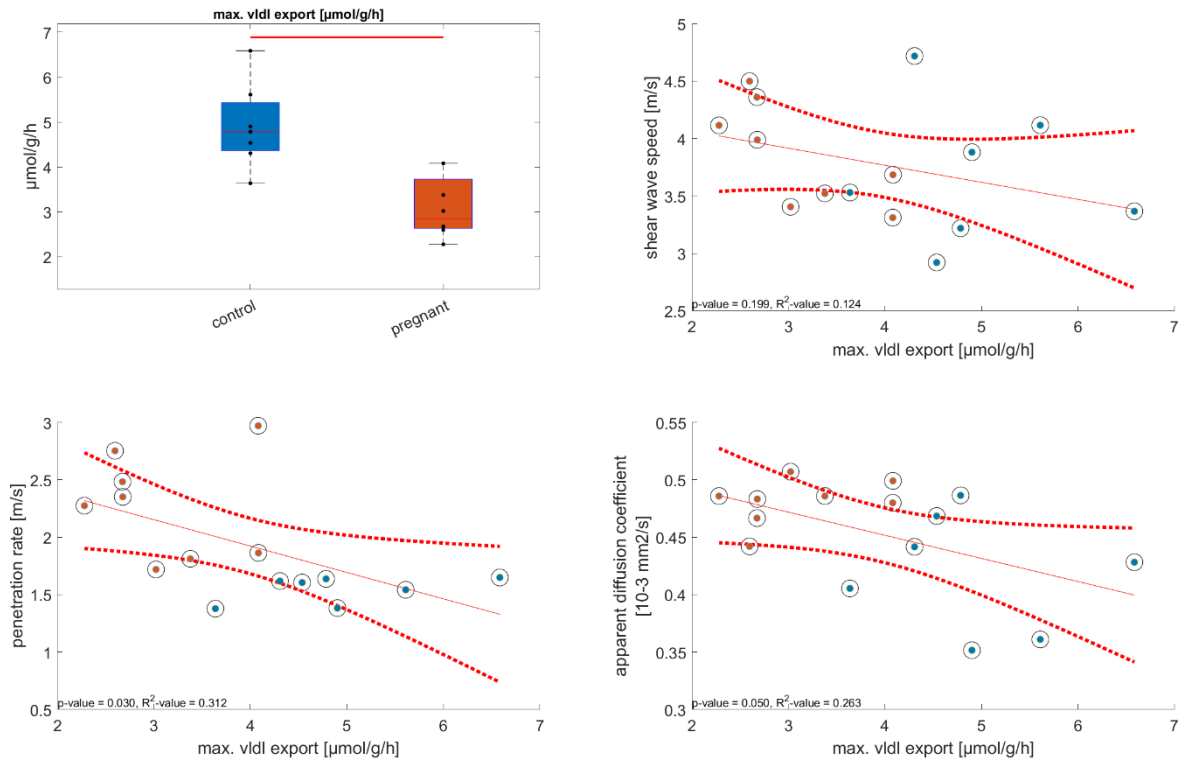 max. vldl export [µmol/g/h]
7
6
5
4
3
2
µmol/g/h
control
pregnant
4.5
4
3.5
3
2.5
shear wave speed [m/s]
p-value = 0.199, R²-value = 0.124
2 3 4 5 6 7
max. vldl export [µmol/g/h]
3
2.5
2
1.5
1
0.5
penetration rate [m/s]
p-value = 0.030, R²-value = 0.312
2 3 4 5 6 7
max. vldl export [µmol/g/h]
0.55
0.5
0.45
0.4
0.35
0.3
apparent diffusion coefficient
[10-3 mm2/s]
p-value = 0.050, R²-value = 0.263
2 3 4 5 6 7
max. vldl export [µmol/g/h]